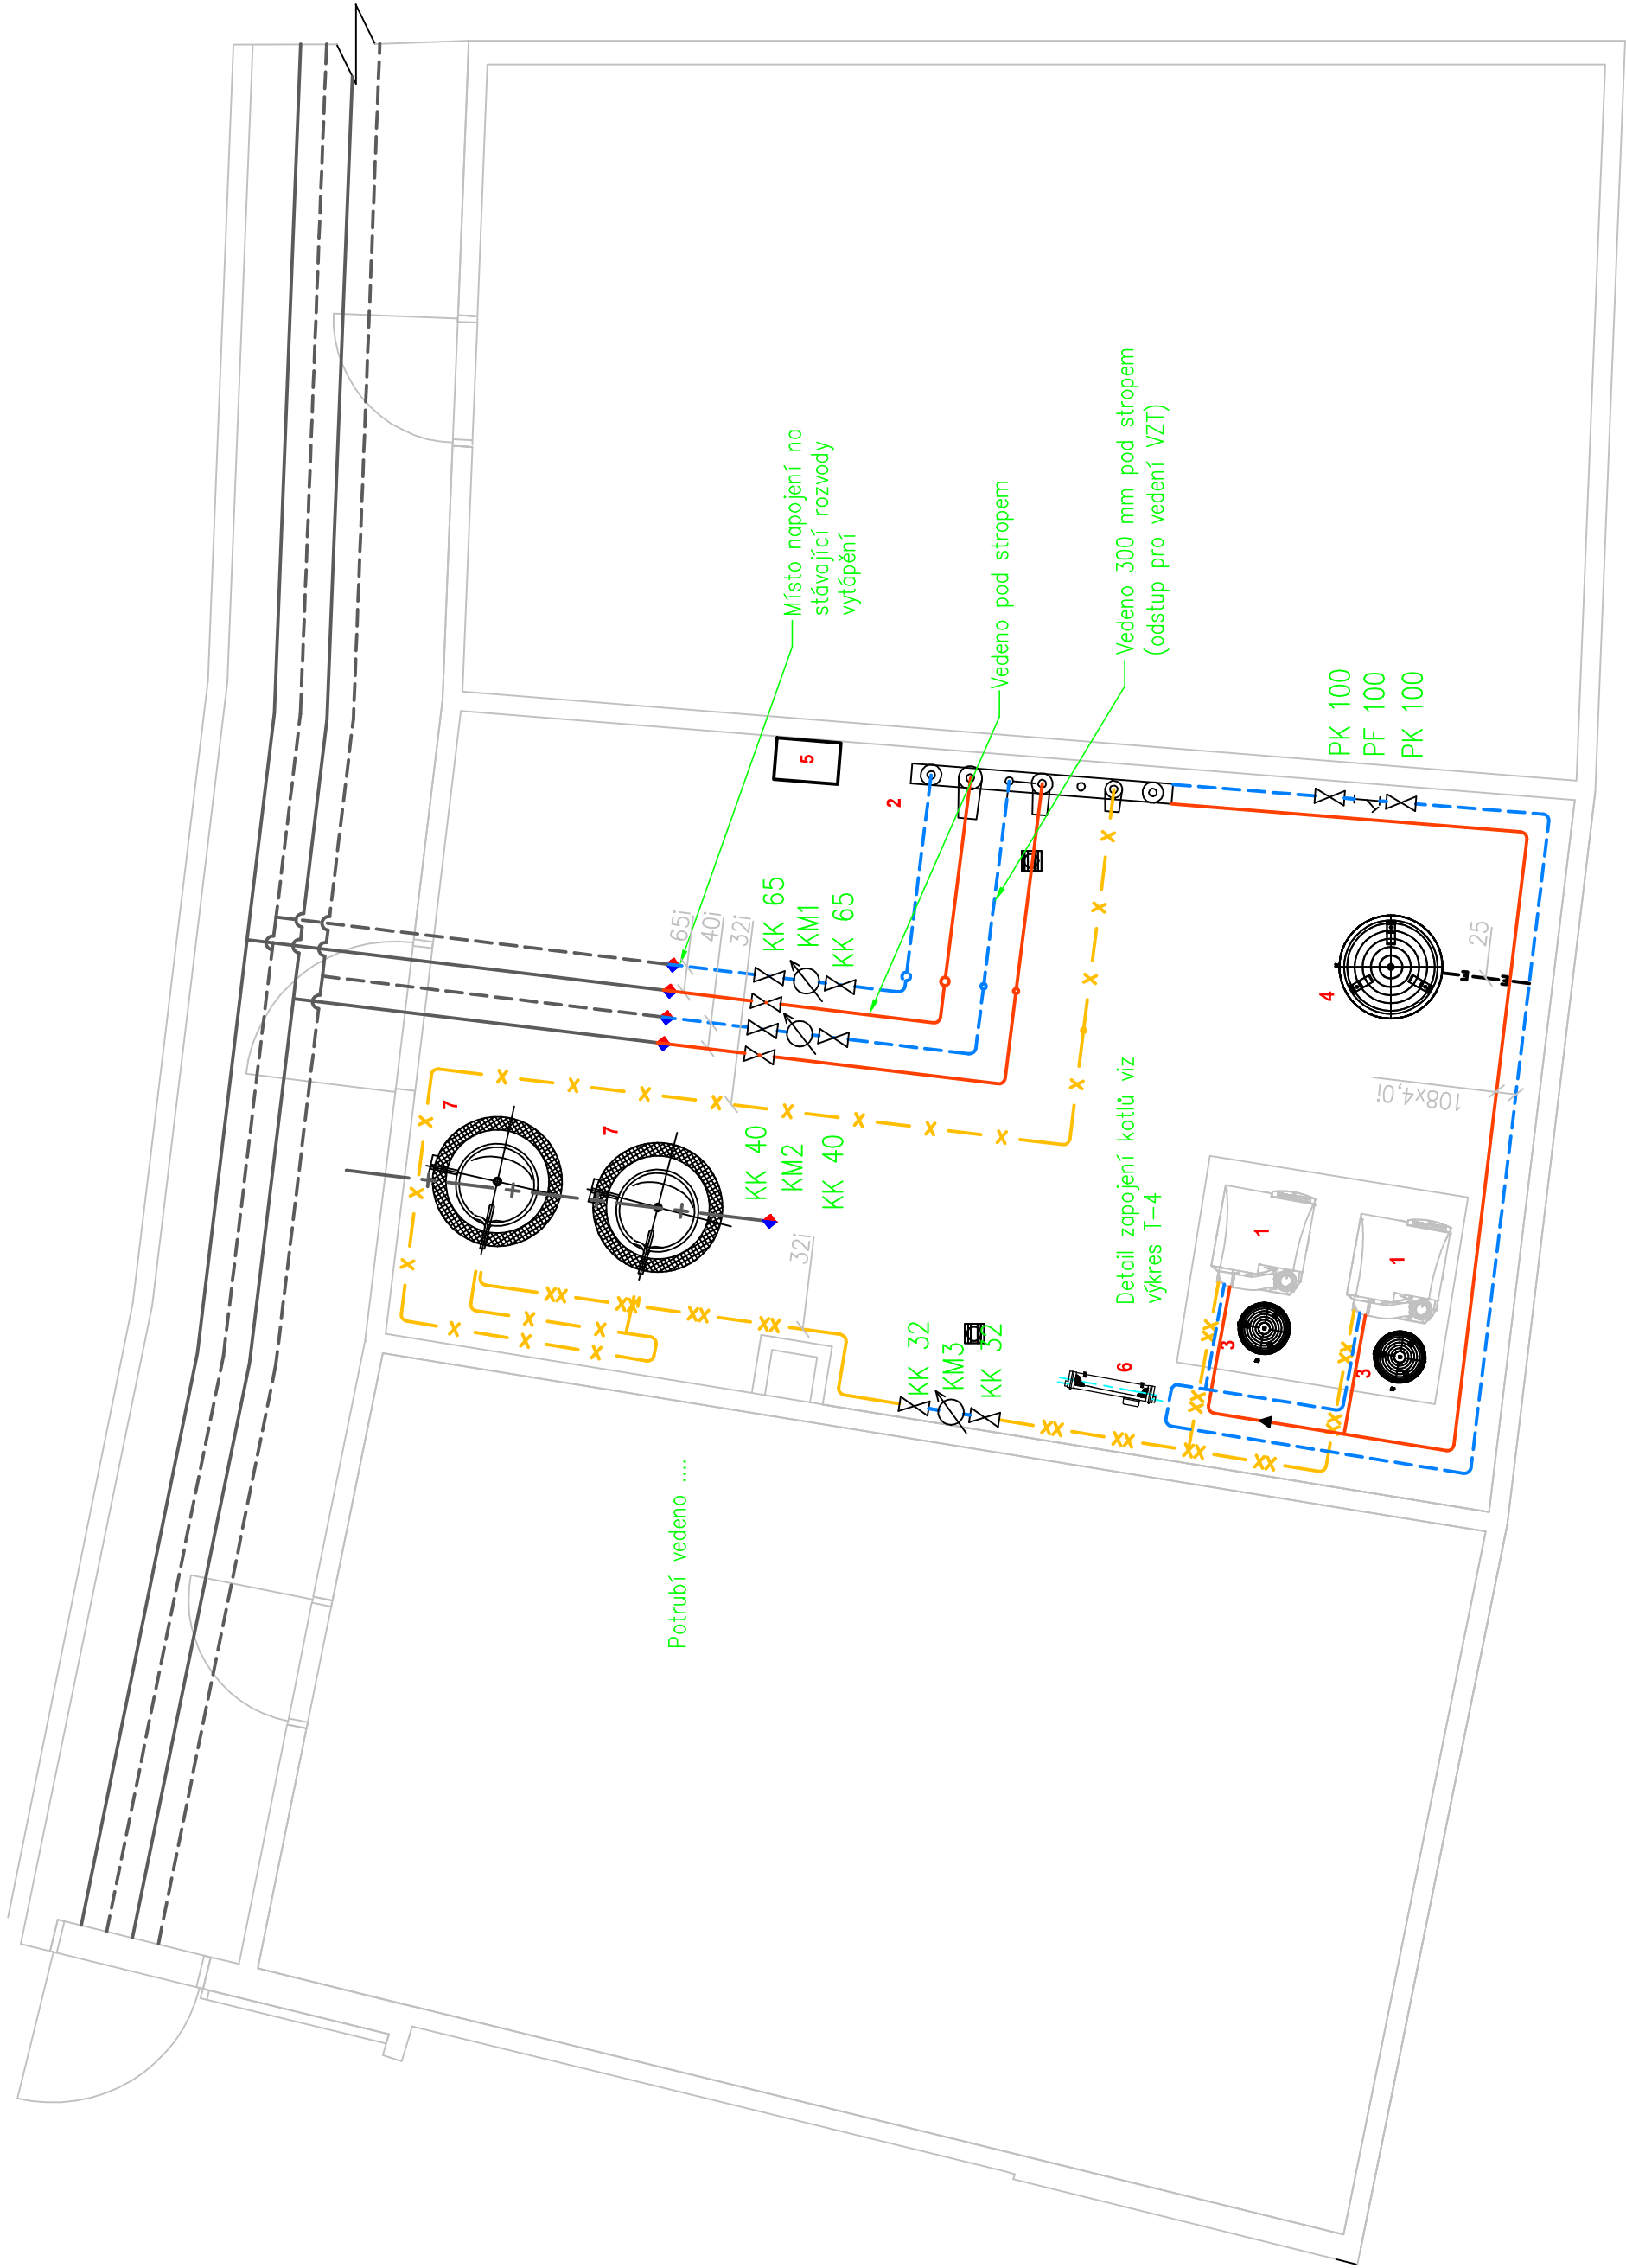 Místo napojení na
stávající rozvody
vytápění
Vedeno pod stropem
Vedeno 300 mm pod stropem
(odstup pro vedení VZT)
PK 100
PF 100
PK 100
5
2
65i
40i
32i
KK 65
KM1
KK 65
4
25
108x4,0i
7
7
KK 40
KM2
KK 40
32i
Detail zapojení kotlů viz
výkres T-4
1
1
3
3
6
KK 32
KM3
KK 32
Potrubí vedeno ....